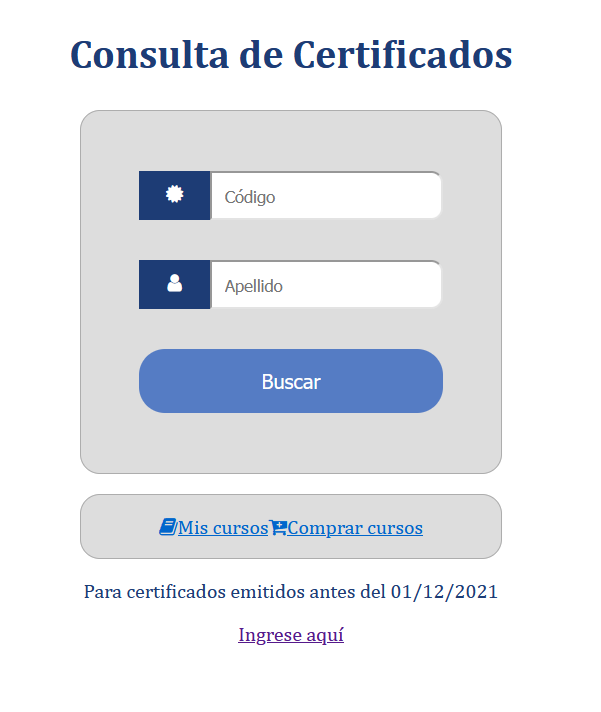 Consulta de Certificados
Código
Apellido
Buscar
Mis cursos Comprar cursos
Para certificados emitidos antes del 01/12/2021
Ingrese aquí